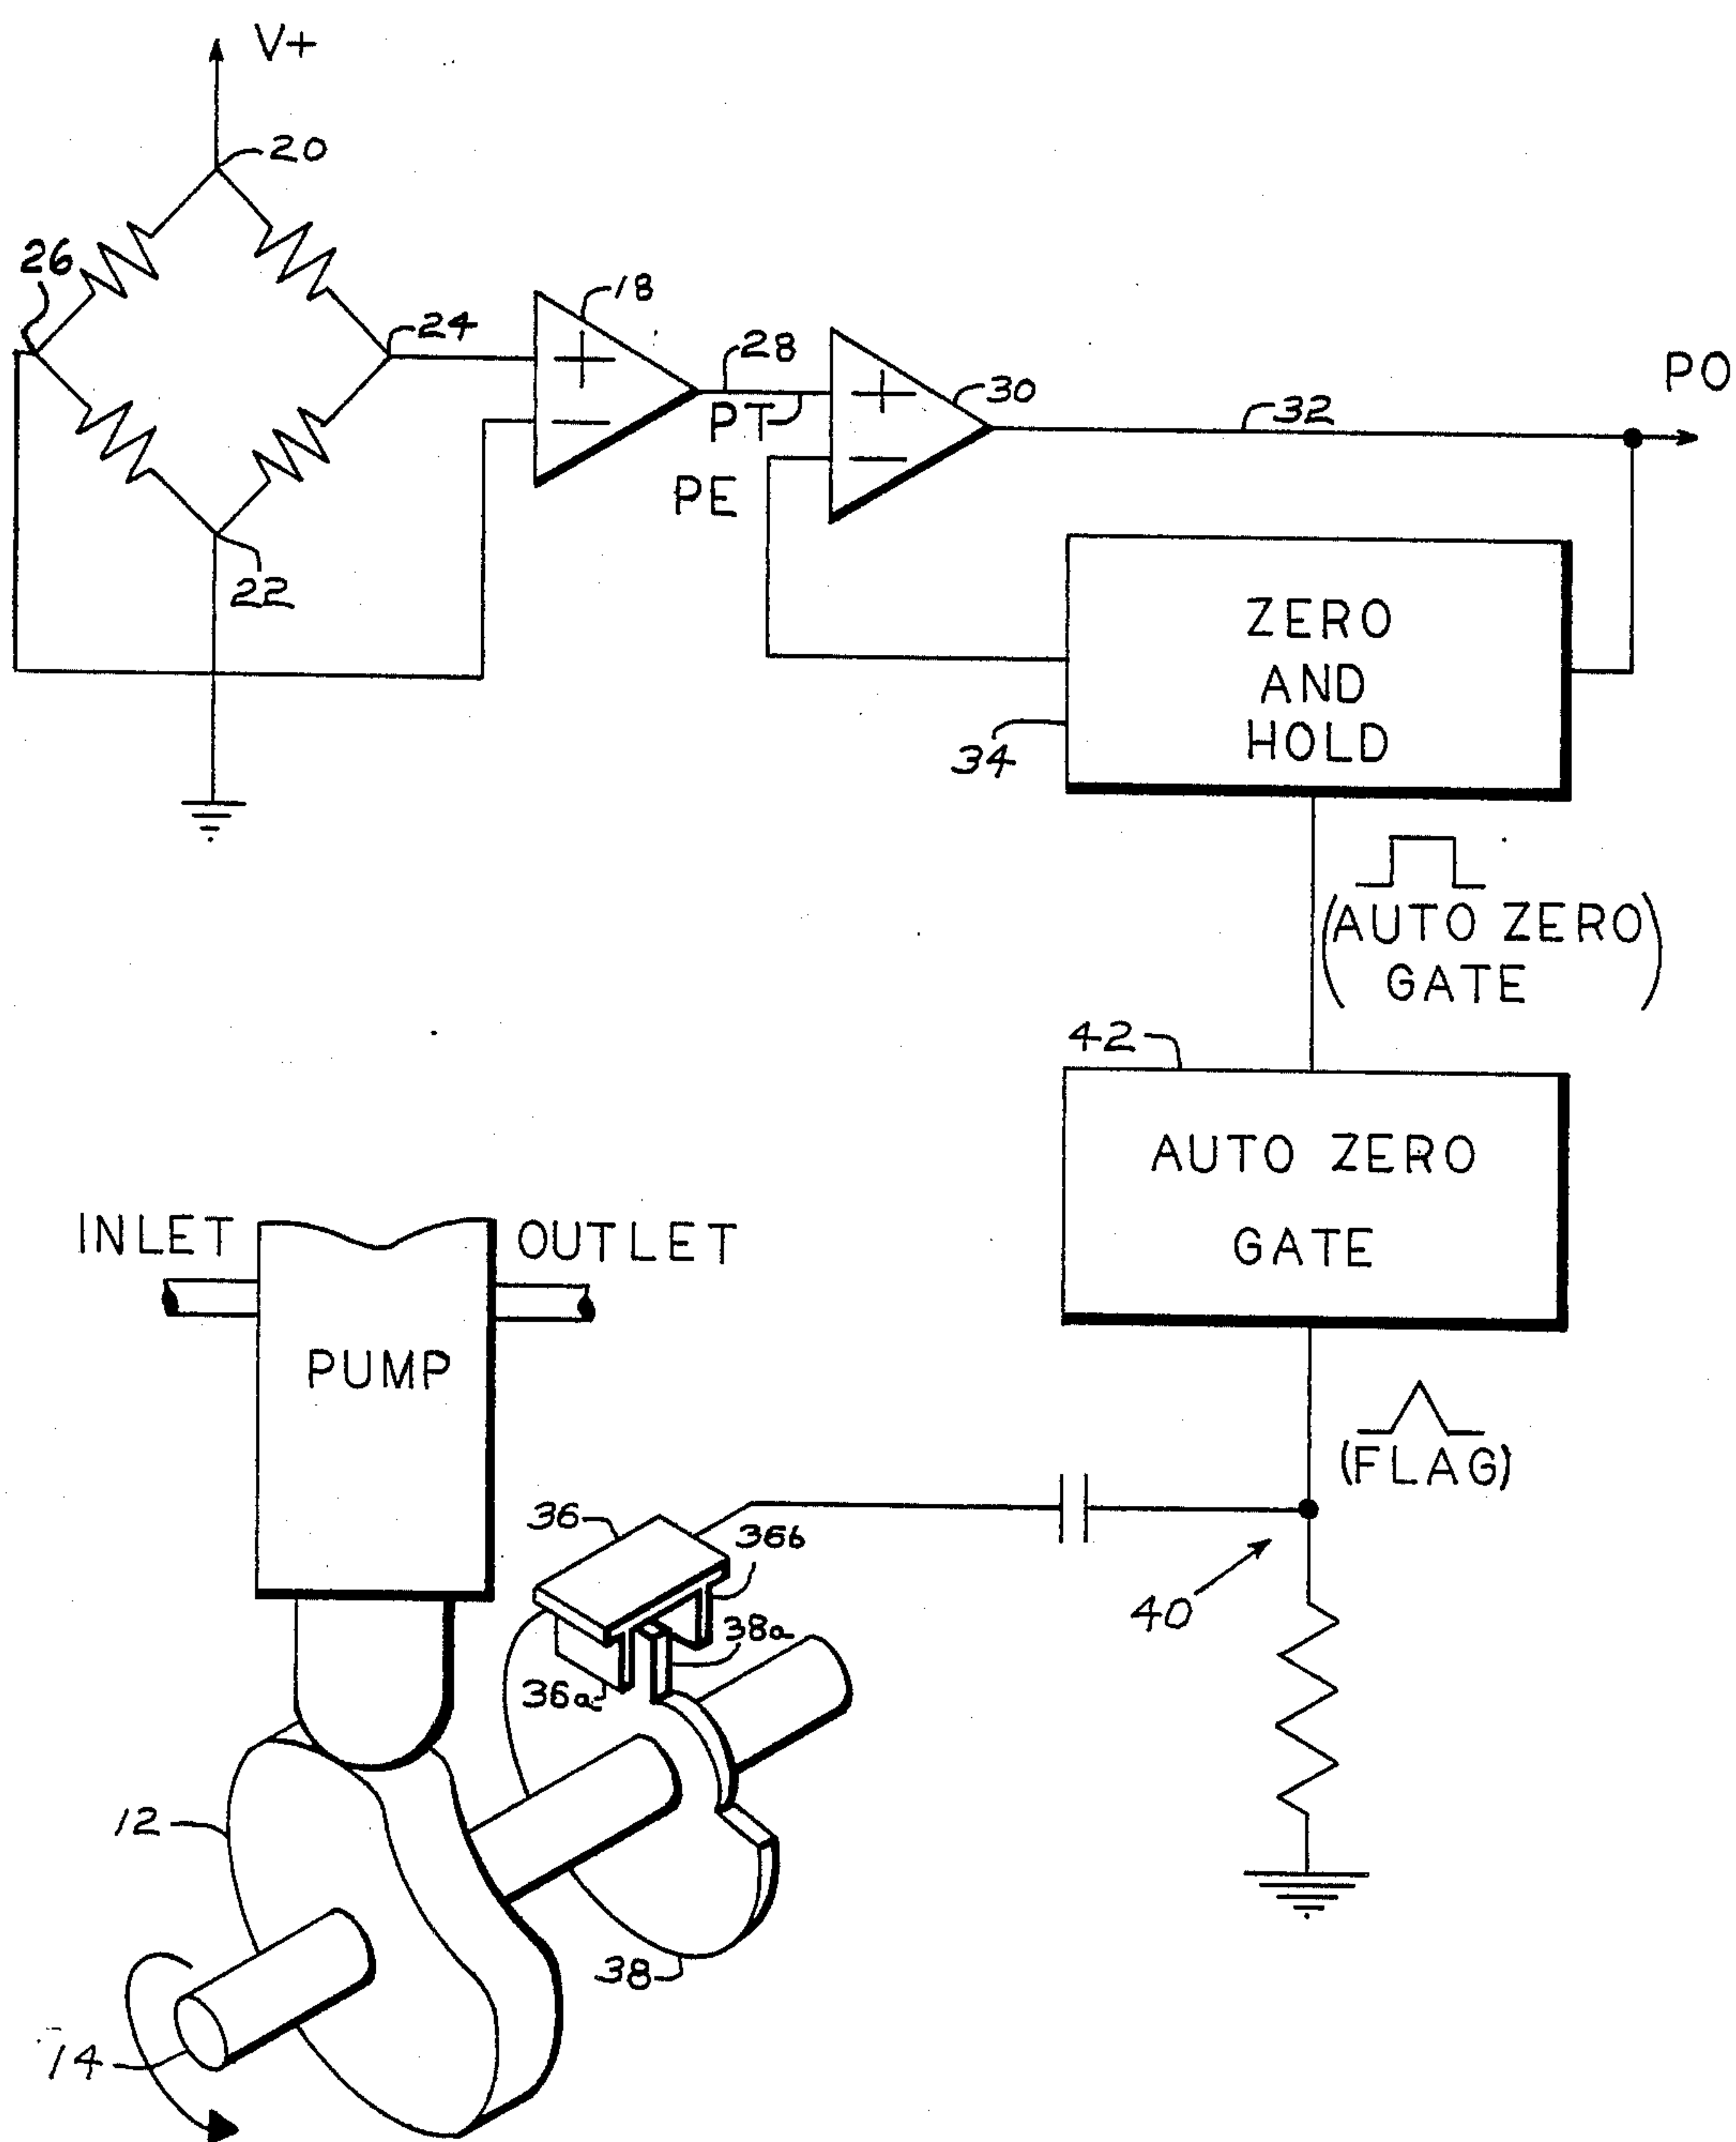 V+
20
26
24
18
28
PT
PE
30
32
PO
22
ZERO
AND
HOLD
34
(AUTO ZERO
GATE)
42
AUTO ZERO
GATE
INLET
OUTLET
PUMP
(FLAG)
36
36b
38a
36a
40
12
38
14